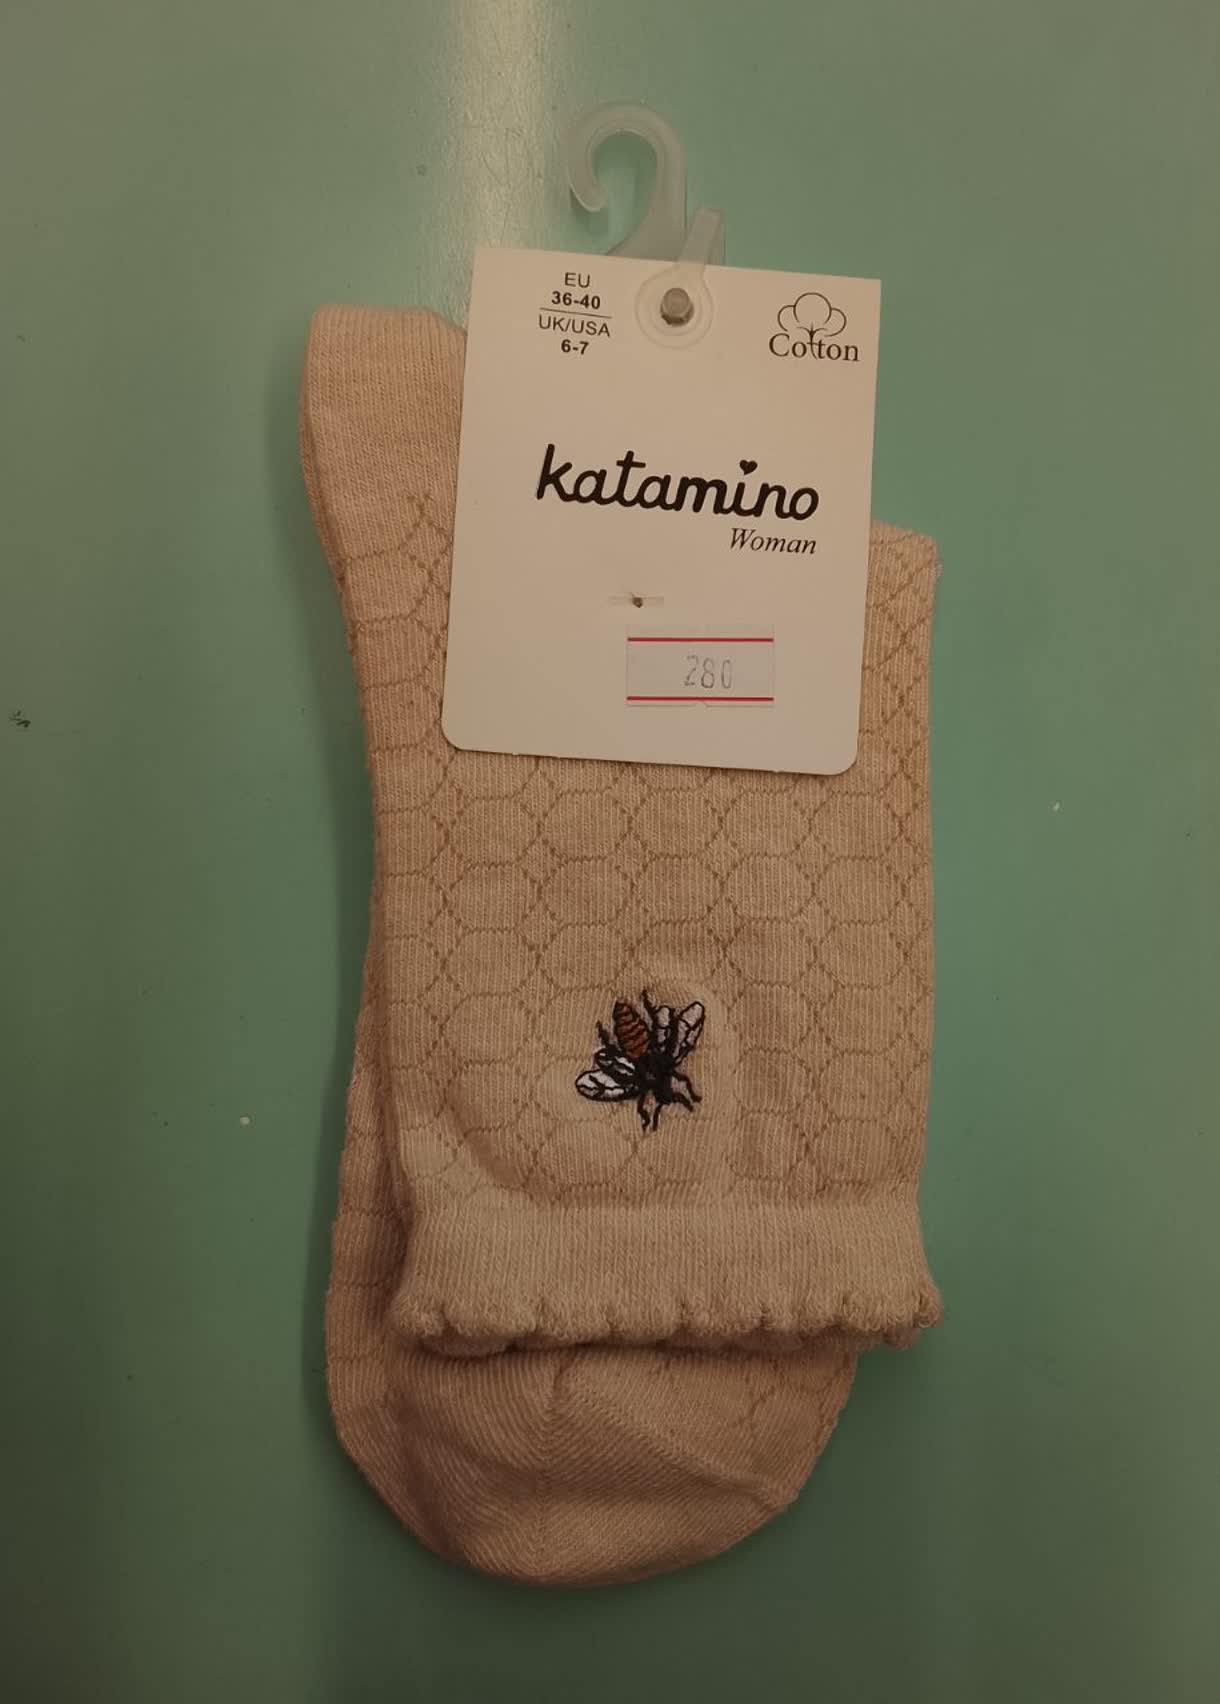 EU
36-40
UK/USA
6-7
Cotton
katamino
Woman
280